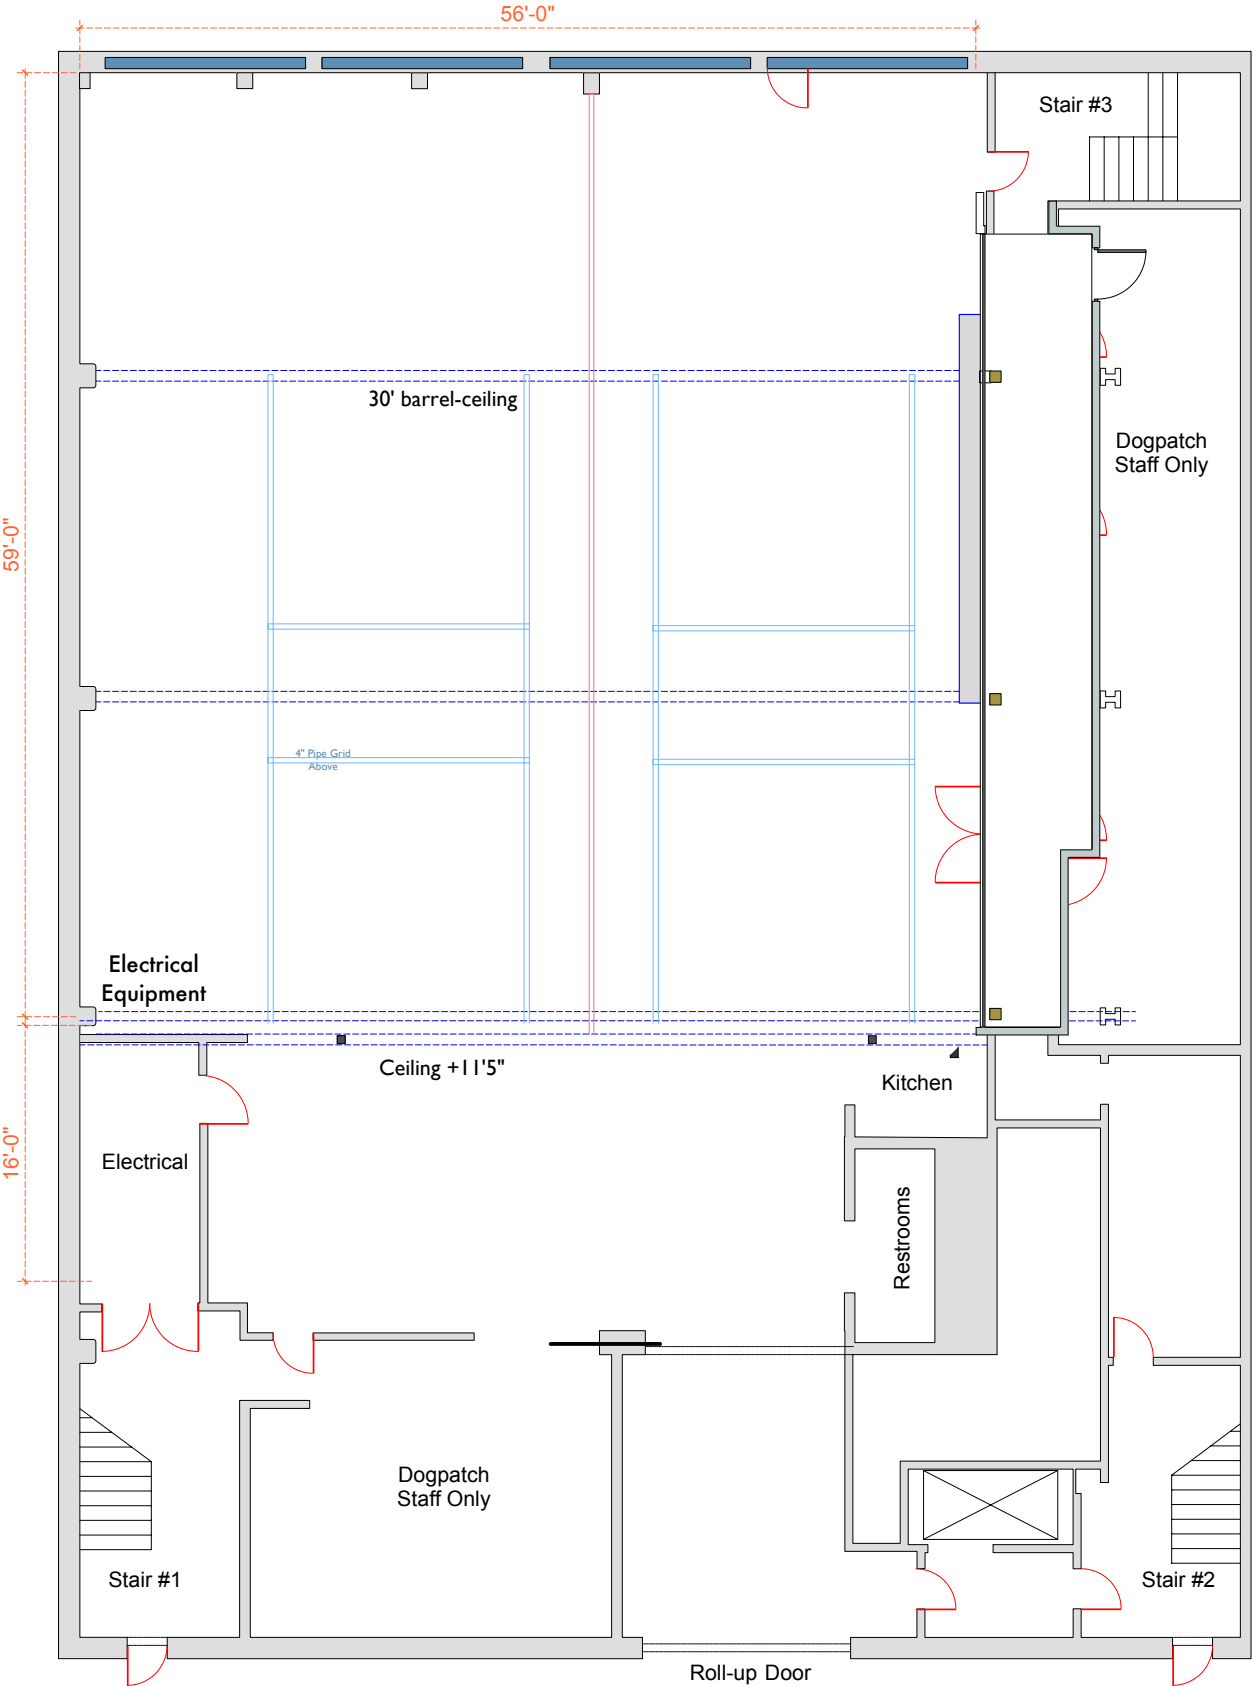 56'-0"
Stair #3
30' barrel-ceiling
Dogpatch
Staff Only
59'-0"
4" Pipe Grid
Above
Electrical
Equipment
Ceiling +11'5"
Kitchen
16'-0"
Electrical
Restrooms
Dogpatch
Staff Only
Stair #1
Stair #2
Roll-up Door